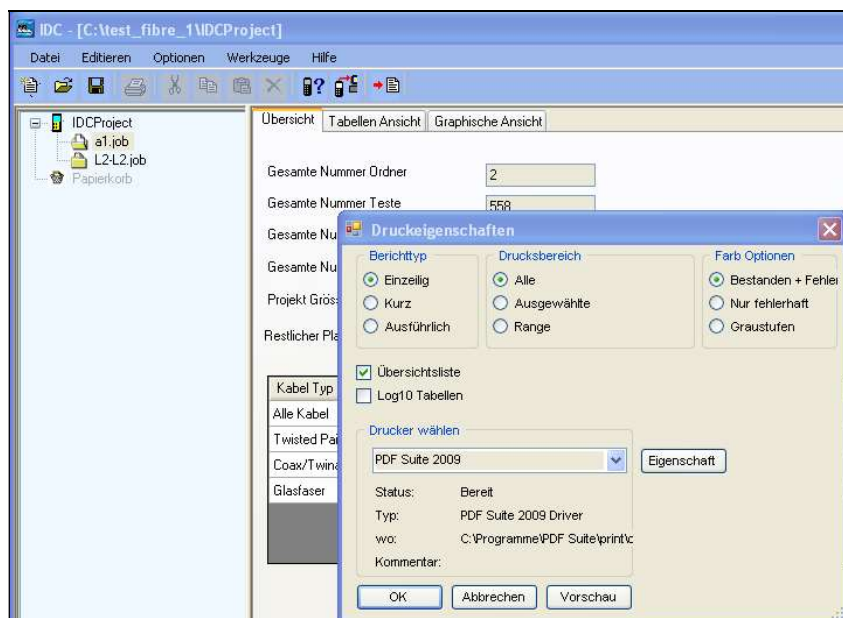 IDC - [C:\test_fibre_1\IDCProject]
Datei Editieren Optionen Werkzeuge Hilfe
IDCProject
a1.job
L2-L2.job
Papierkorb
Übersicht Tabellen Ansicht Graphische Ansicht
Gesamte Nummer Ordner 2
Gesamte Nummer Teste 558
Gesamte Nu
Gesamte Nu
Projekt Gröss
Restlicher Pla
Kabel Typ
Alle Kabel
Twisted Pai
Coax/Twina
Glasfaser
Druckeigenschaften
Berichttyp
Einzeilig
Kurz
Ausführlich
Drucksbereich
Alle
Ausgewählte
Range
Farb Optionen
Bestanden + Fehler
Nur fehlerhaft
Graustufen
Übersichtsliste
Log10 Tabellen
Drucker wählen
PDF Suite 2009 Eigenschaft
Status: Bereit
Typ: PDF Suite 2009 Driver
wo: C:\Programme\PDF Suite\print\c
Kommentar:
OK Abbrechen Vorschau